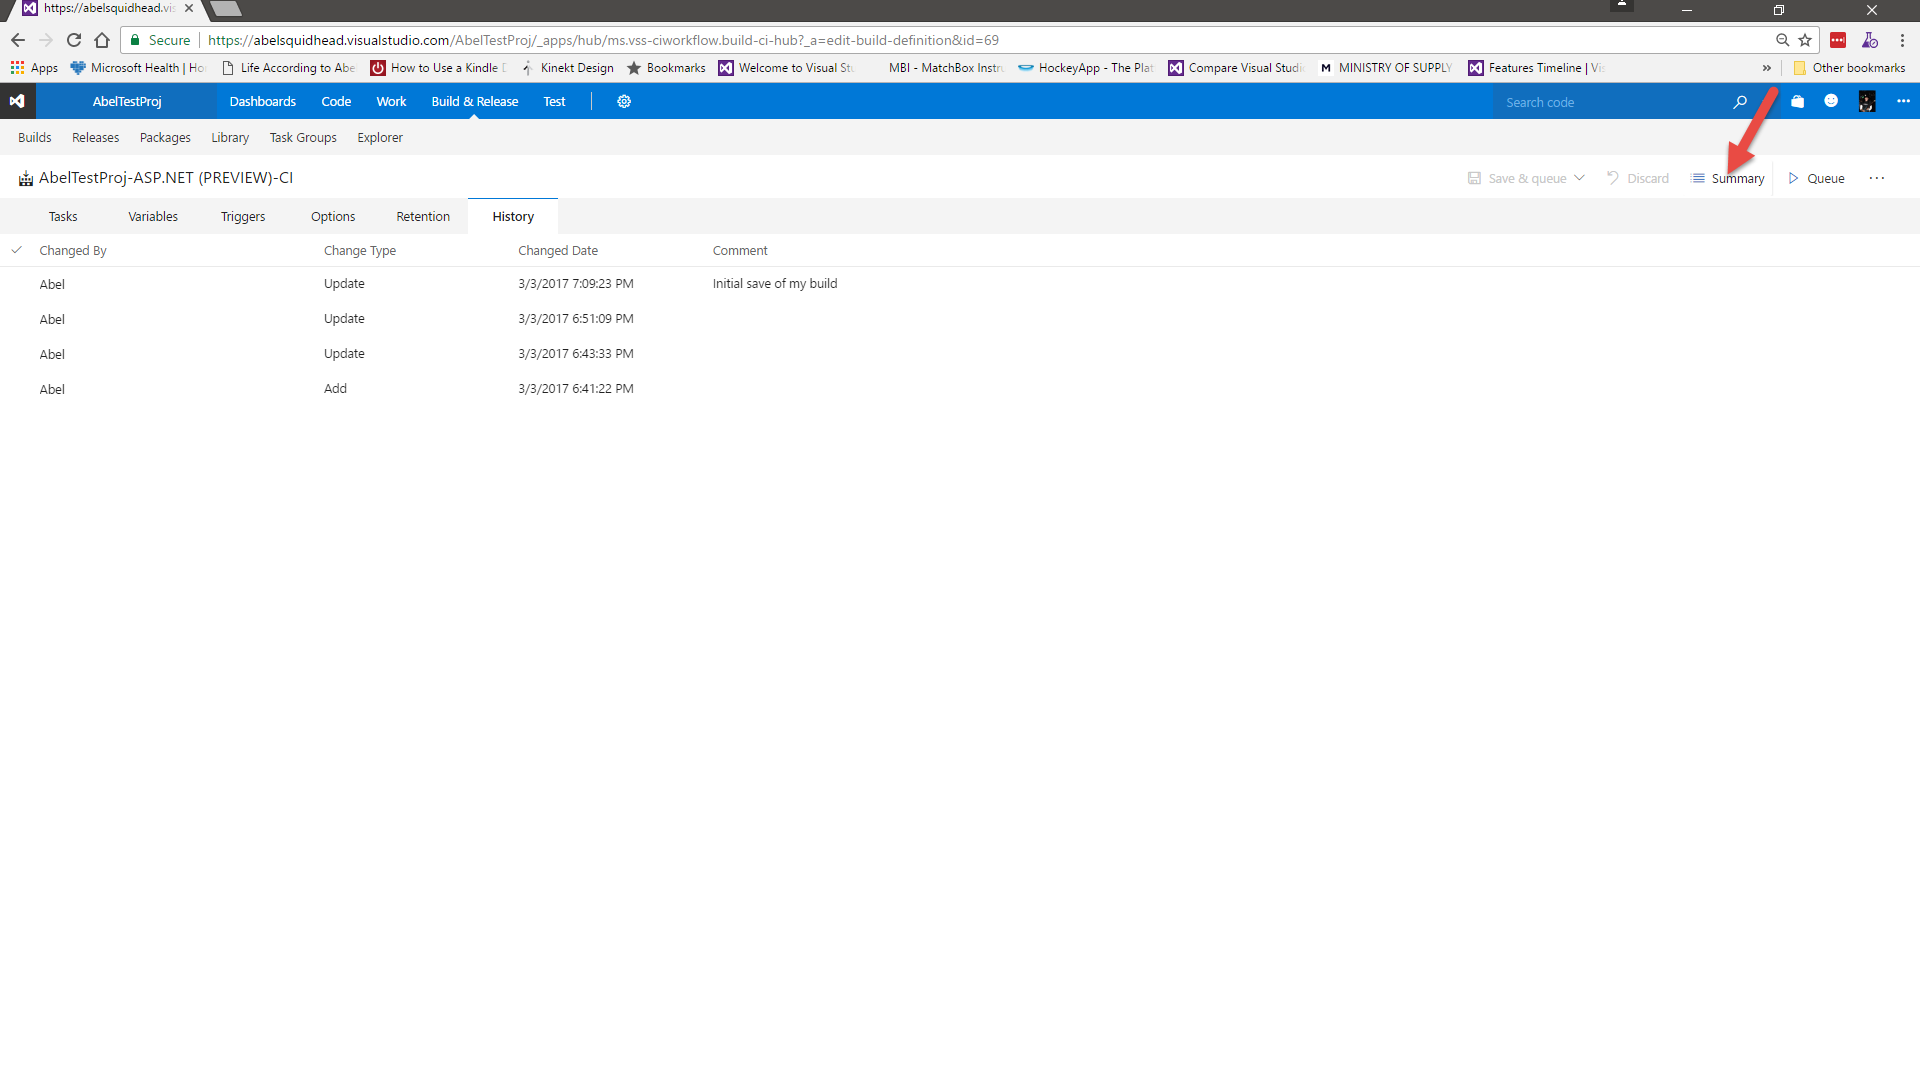 https://abelsquidhead.vis
Secure https://abelsquidhead.visualstudio.com/AbelTestProj/_apps/hub/ms.vss-ciworkflow.build-ci-hub?_a=edit-build-definition&id=69
Apps Microsoft Health | Ho Life According to Abe How to Use a Kindle D Kinekt Design Bookmarks Welcome to Visual Stu MBI - MatchBox Instru HockeyApp - The Plat Compare Visual Studi MINISTRY OF SUPPLY Features Timeline | Vis » Other bookmarks
AbelTestProj Dashboards Code Work Build & Release Test Search code
Builds Releases Packages Library Task Groups Explorer
AbelTestProj-ASP.NET (PREVIEW)-CI Save & queue Discard Summary Queue ...
Tasks Variables Triggers Options Retention History
Changed By Change Type Changed Date Comment
Abel Update 3/3/2017 7:09:23 PM Initial save of my build
Abel Update 3/3/2017 6:51:09 PM
Abel Update 3/3/2017 6:43:33 PM
Abel Add 3/3/2017 6:41:22 PM